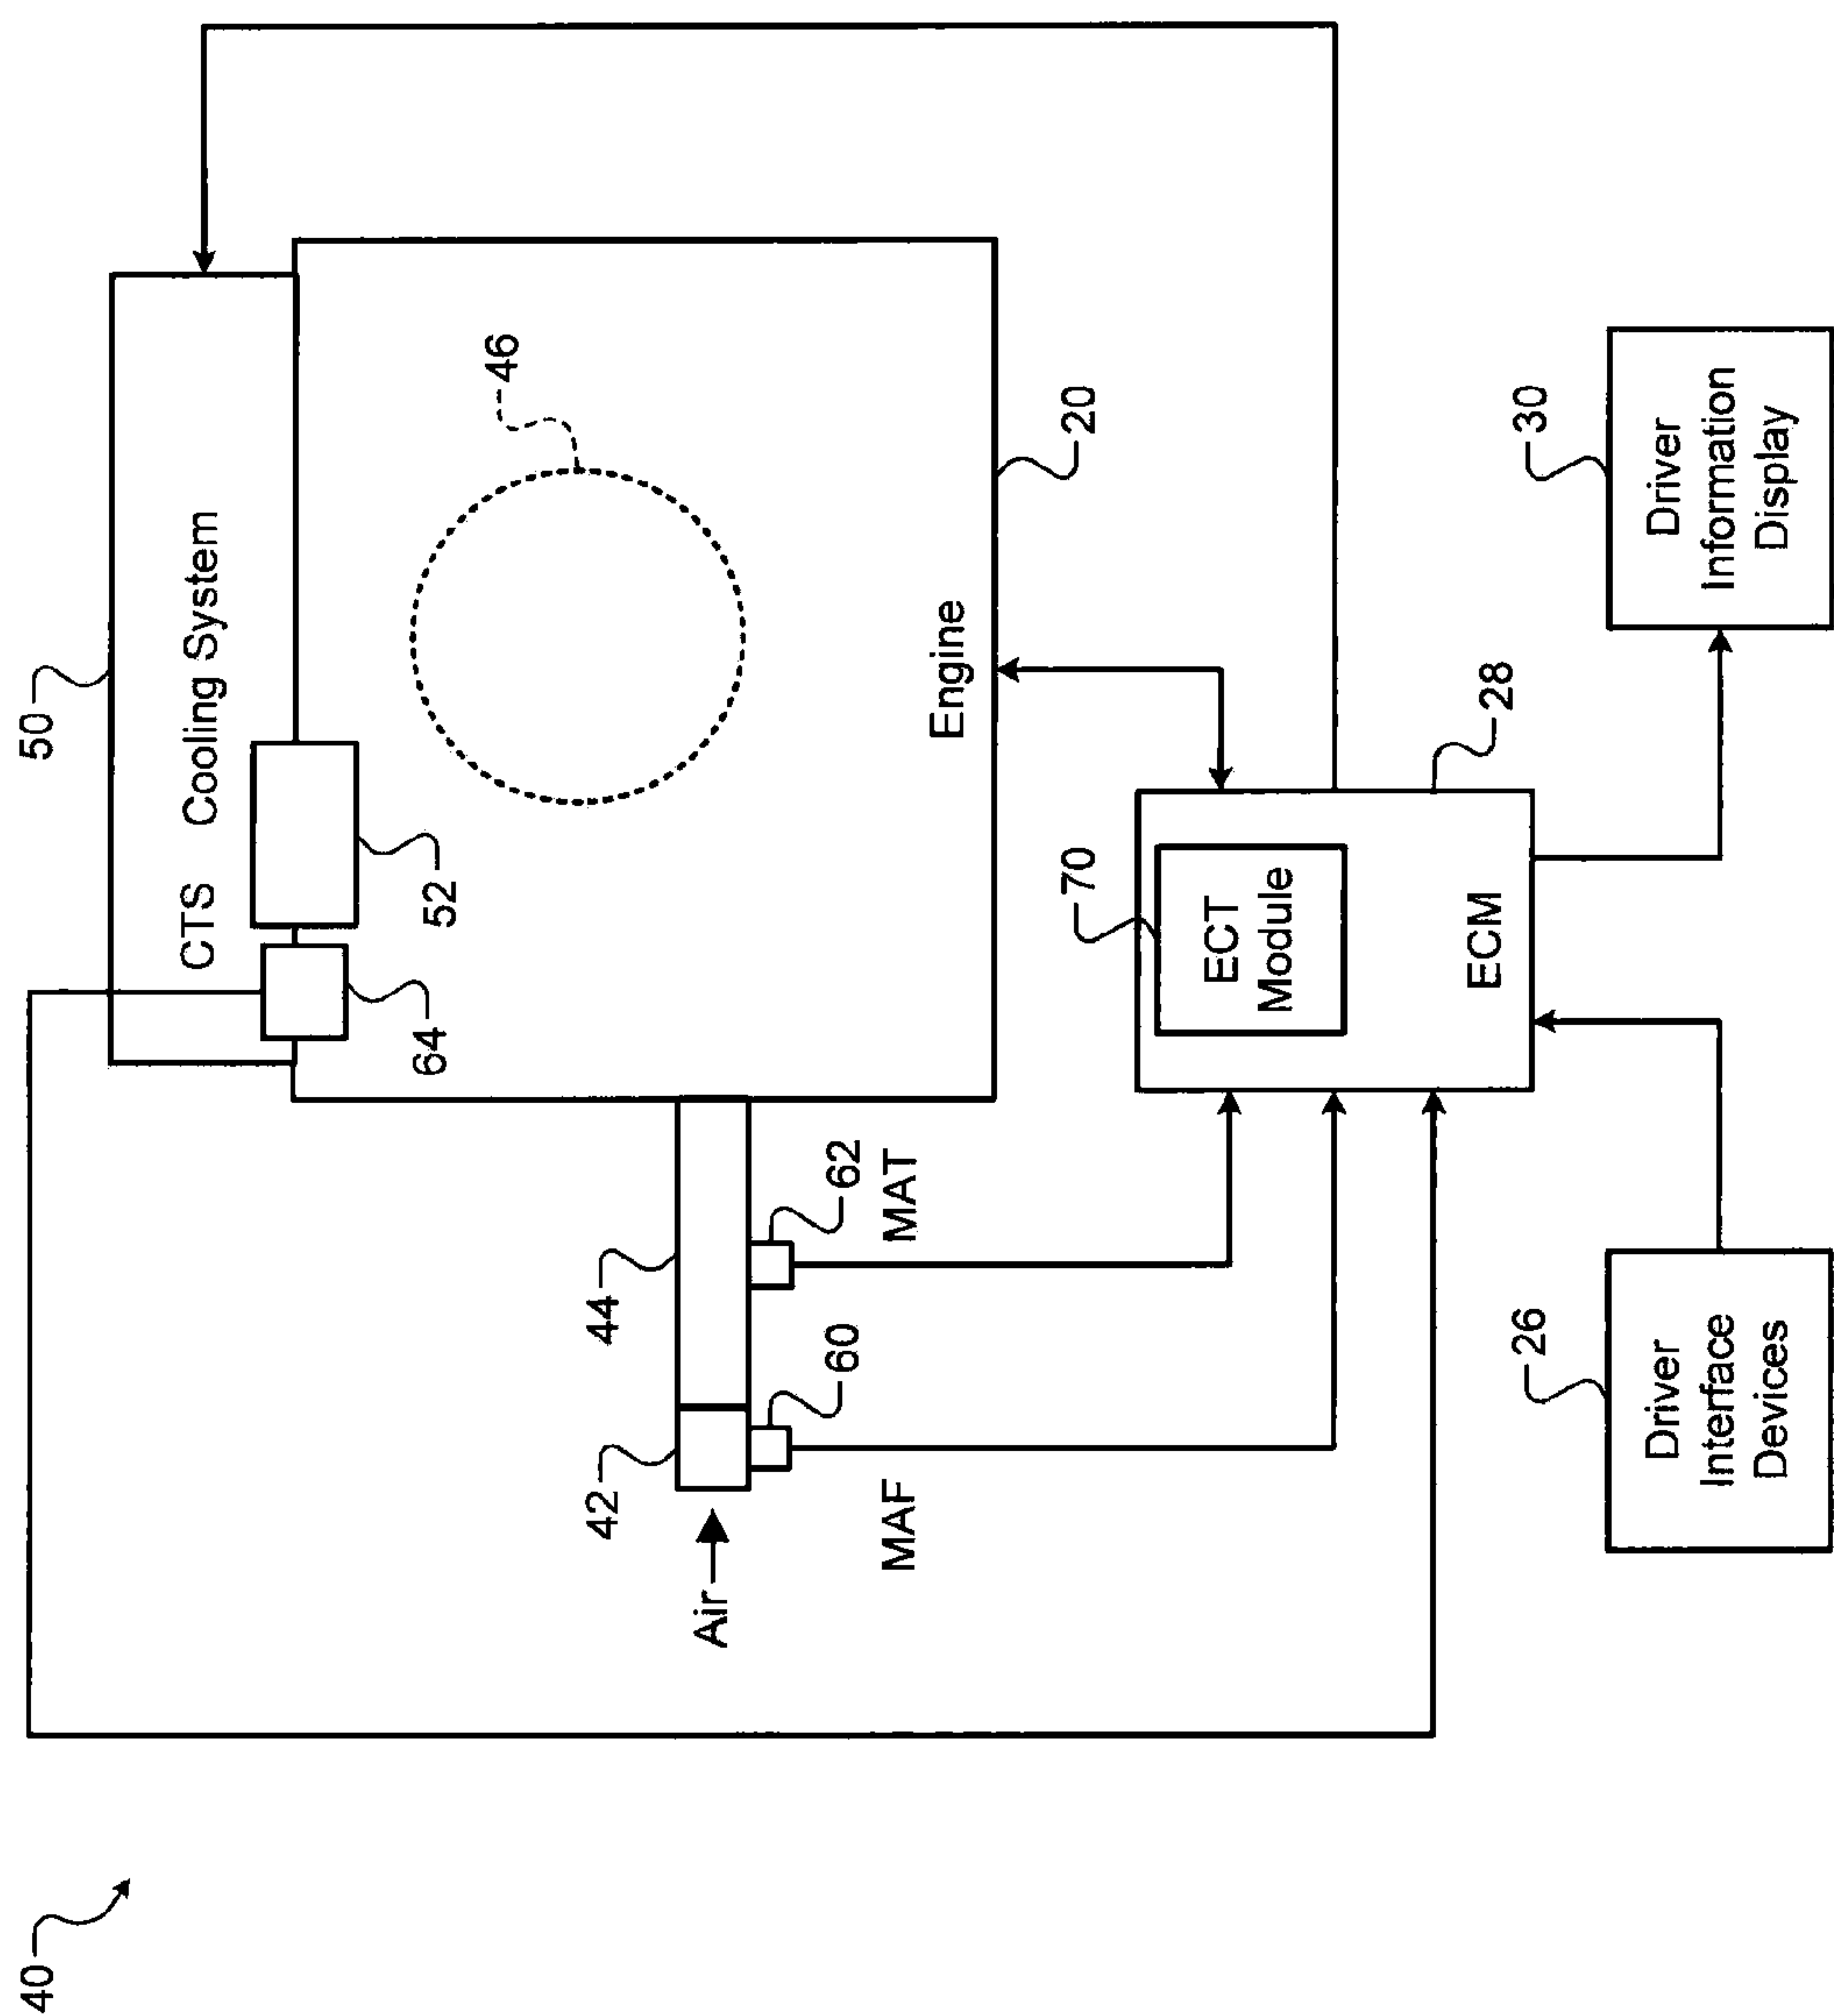 40
50
CTS
Cooling System
64
52
46
Engine
20
42
44
Air
60
62
MAF
MAT
70
ECT
Module
ECM
28
26
Driver
Interface
Devices
30
Driver
Information
Display